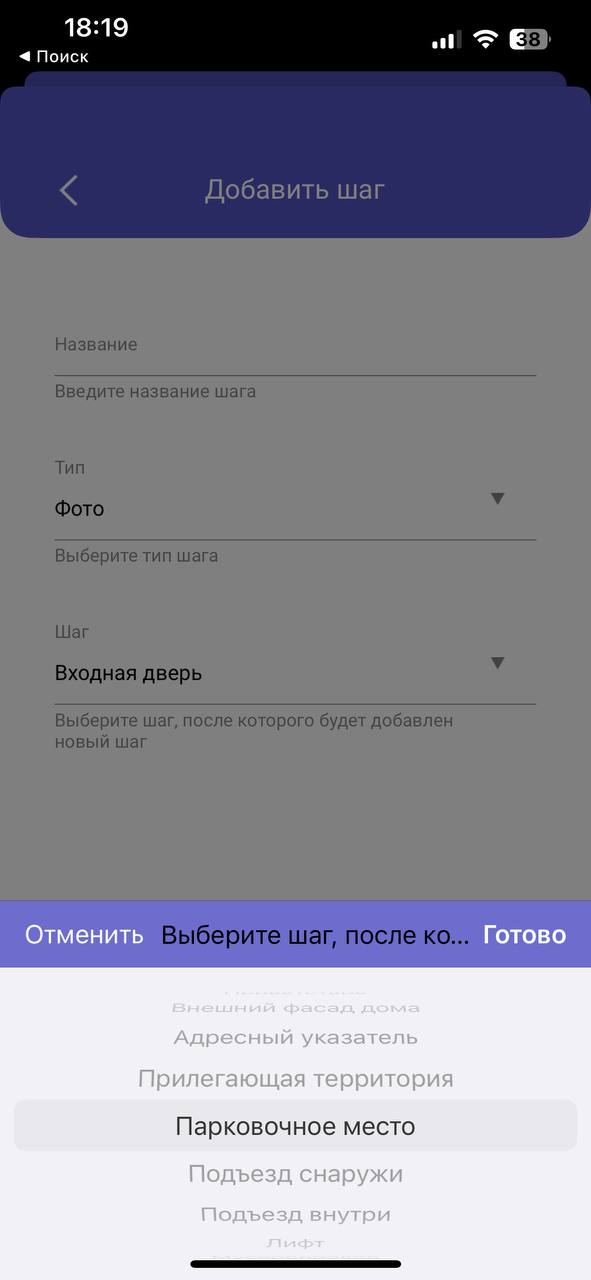 18:19
38
◀ Поиск
Добавить шаг
Название
Введите название шага
Тип
Фото
Выберите тип шага
Шаг
Входная дверь
Выберите шаг, после которого будет добавлен
новый шаг
Отменить Выберите шаг, после ко... Готово
Внешний фасад дома
Адресный указатель
Прилегающая территория
Парковочное место
Подъезд снаружи
Подъезд внутри
Лифт